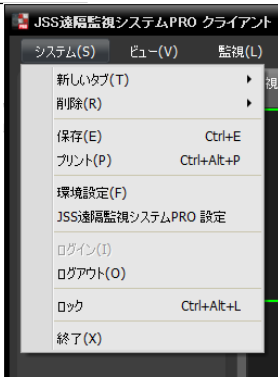 JSS遠隔監視システムPRO クライアント
システム(S) ビュー(V) 監視(L)
新しいタブ(T)
視
削除(R)
保存(E) Ctrl+E
プリント(P) Ctrl+Alt+P
環境設定(F)
JSS遠隔監視システムPRO 設定
ログイン(I)
ログアウト(O)
ロック Ctrl+Alt+L
終了(X)